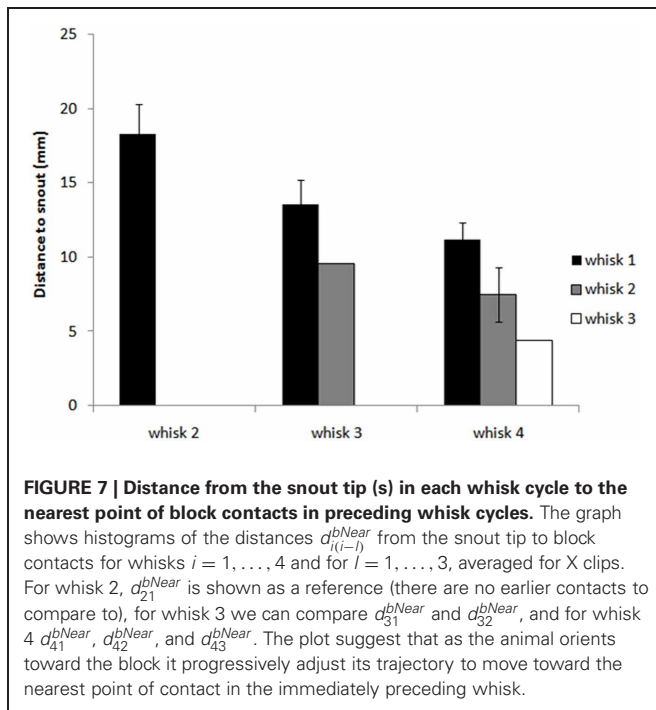 25
20
15
10
5
0
Distance to snout (mm)
whisk 2
whisk 3
whisk 4
whisk 1
whisk 2
whisk 3
FIGURE 7 | Distance from the snout tip (s) in each whisk cycle to the
nearest point of block contacts in preceding whisk cycles. The graph
shows histograms of the distances d_{i(i−l)}^{bNear} from the snout tip to block
contacts for whisks i = 1, . . . , 4 and for l = 1, . . . , 3, averaged for X clips.
For whisk 2, d_{21}^{bNear} is shown as a reference (there are no earlier contacts to
compare to), for whisk 3 we can compare d_{31}^{bNear} and d_{32}^{bNear}, and for whisk
4 d_{41}^{bNear}, d_{42}^{bNear}, and d_{43}^{bNear}. The plot suggest that as the animal orients
toward the block it progressively adjust its trajectory to move toward the
nearest point of contact in the immediately preceding whisk.